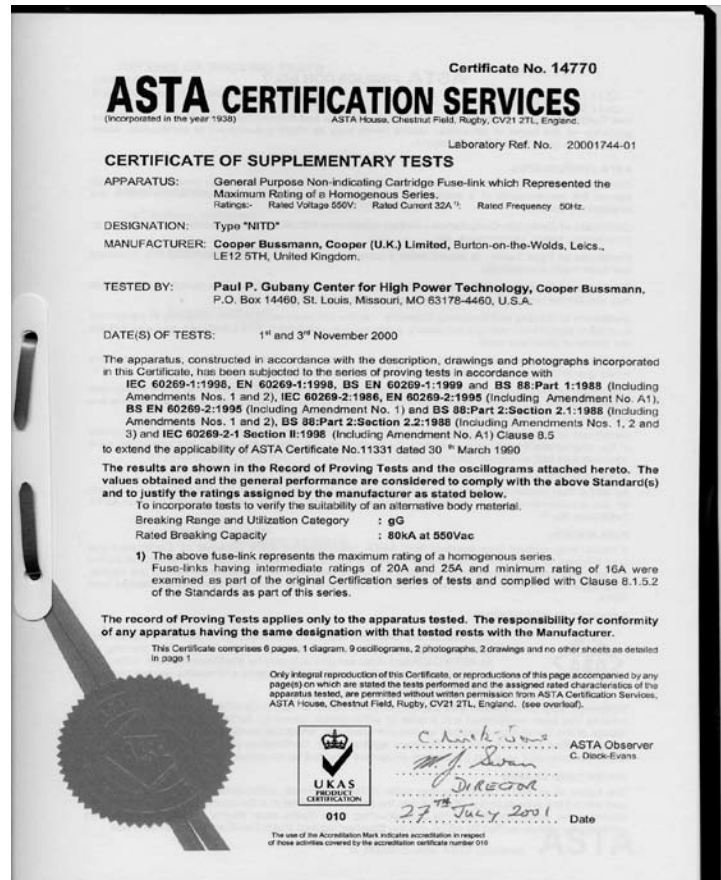 Certificate No. 14770
ASTA CERTIFICATION SERVICES
(Incorporated in the year 1938) ASTA House, Chestnut Field, Rugby, CV21 2TL, England.
Laboratory Ref. No. 20001744-01
CERTIFICATE OF SUPPLEMENTARY TESTS
APPARATUS: General Purpose Non-indicating Cartridge Fuse-link which Represented the
Maximum Rating of a Homogenous Series.
Ratings:- Rated Voltage 550V: Rated Current 32A 1): Rated Frequency 50Hz.
DESIGNATION: Type "NITD"
MANUFACTURER: Cooper Bussmann, Cooper (U.K.) Limited, Burton-on-the-Wolds, Leics.,
LE12 5TH, United Kingdom.
TESTED BY: Paul P. Gubany Center for High Power Technology, Cooper Bussmann,
P.O. Box 14460, St. Louis, Missouri, MO 63178-4460, U.S.A.
DATE(S) OF TESTS: 1st and 3rd November 2000
The apparatus, constructed in accordance with the description, drawings and photographs incorporated
in this Certificate, has been subjected to the series of proving tests in accordance with
IEC 60269-1:1998, EN 60269-1:1998, BS EN 60269-1:1999 and BS 88:Part 1:1988 (Including
Amendments Nos. 1 and 2), IEC 60269-2:1986, EN 60269-2:1995 (Including Amendment No. A1),
BS EN 60269-2:1995 (Including Amendment No. 1) and BS 88:Part 2:Section 2.1:1988 (Including
Amendments Nos. 1 and 2), BS 88:Part 2:Section 2.2:1988 (Including Amendments Nos. 1, 2 and
3) and IEC 60269-2-1 Section II:1998 (Including Amendment No. A1) Clause 8.5
to extend the applicability of ASTA Certificate No.11331 dated 30 th March 1990
The results are shown in the Record of Proving Tests and the oscillograms attached hereto. The
values obtained and the general performance are considered to comply with the above Standard(s)
and to justify the ratings assigned by the manufacturer as stated below.
To incorporate tests to verify the suitability of an alternative body material.
Breaking Range and Utilization Category : gG
Rated Breaking Capacity : 80kA at 550Vac
1) The above fuse-link represents the maximum rating of a homogenous series.
Fuse-links having intermediate ratings of 20A and 25A and minimum rating of 16A were
examined as part of the original Certification series of tests and complied with Clause 8.1.5.2
of the Standards as part of this series.
The record of Proving Tests applies only to the apparatus tested. The responsibility for conformity
of any apparatus having the same designation with that tested rests with the Manufacturer.
This Certificate comprises 6 pages, 1 diagram, 9 oscillograms, 2 photographs, 2 drawings and no other sheets as detailed
in page 1
Only integral reproduction of this Certificate, or reproductions of this page accompanied by any
page(s) on which are stated the tests performed and the assigned rated characteristics of the
apparatus tested, are permitted without written permission from ASTA Certification Services,
ASTA House, Chestnut Field, Rugby, CV21 2TL, England. (see overleaf).
ASTA Observer
C. Dlack-Evans
DIRECTOR
27TH JULY 2001 Date
UKAS
PRODUCT
CERTIFICATION
010
The use of the Accreditation Mark indicates accreditation in respect
of those activities covered by the accreditation certificate number 010
ASTA